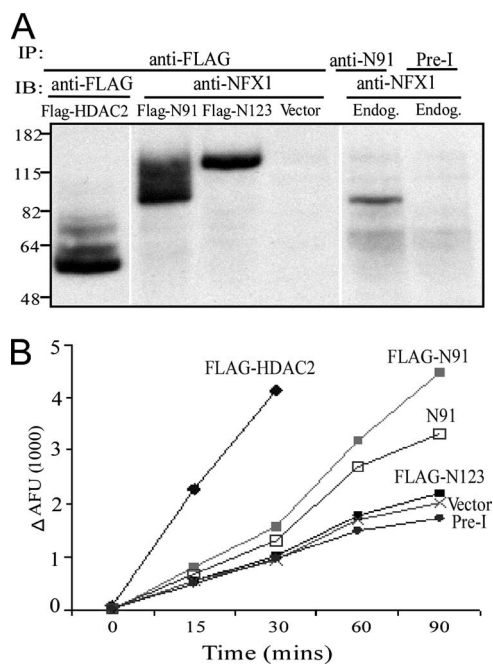 A
IP: anti-FLAG anti-N91 Pre-I
IB: anti-FLAG anti-NFX1 anti-NFX1
Flag-HDAC2 Flag-N91 Flag-N123 Vector Endog. Endog.
182
115
82
64
48
B
FLAG-HDAC2
FLAG-N91
N91
FLAG-N123
Vector
Pre-I
Δ AFU (1000)
5
4
3
2
1
0
0 15 30 60 90
Time (mins)